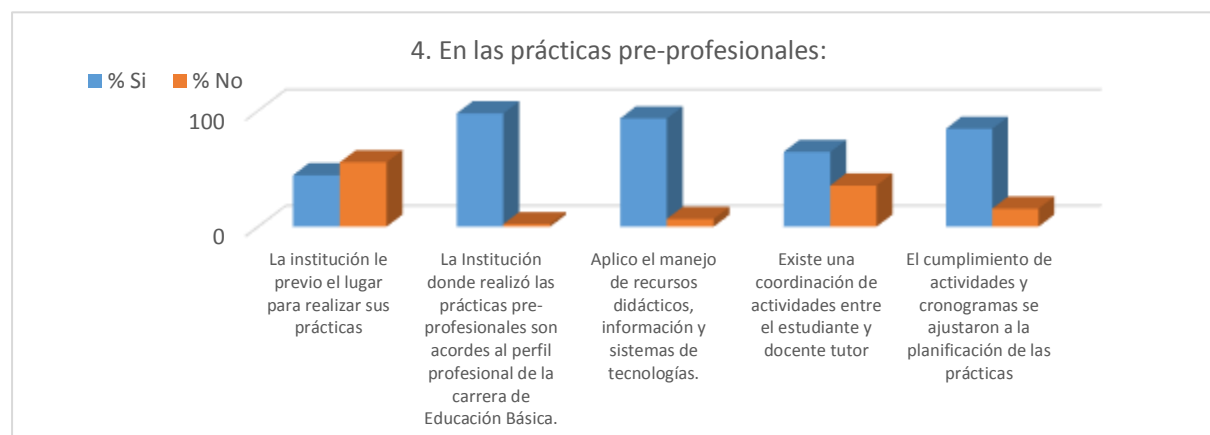 4. En las prácticas pre-profesionales:
% Si % No
100
0
La institución le
previo el lugar
para realizar sus
prácticas
La Institución
donde realizó las
prácticas pre-
profesionales son
acordes al perfil
profesional de la
carrera de
Educación Básica.
Aplico el manejo
de recursos
didácticos,
información y
sistemas de
tecnologías.
Existe una
coordinación de
actividades entre
el estudiante y
docente tutor
El cumplimiento de
actividades y
cronogramas se
ajustaron a la
planificación de las
prácticas